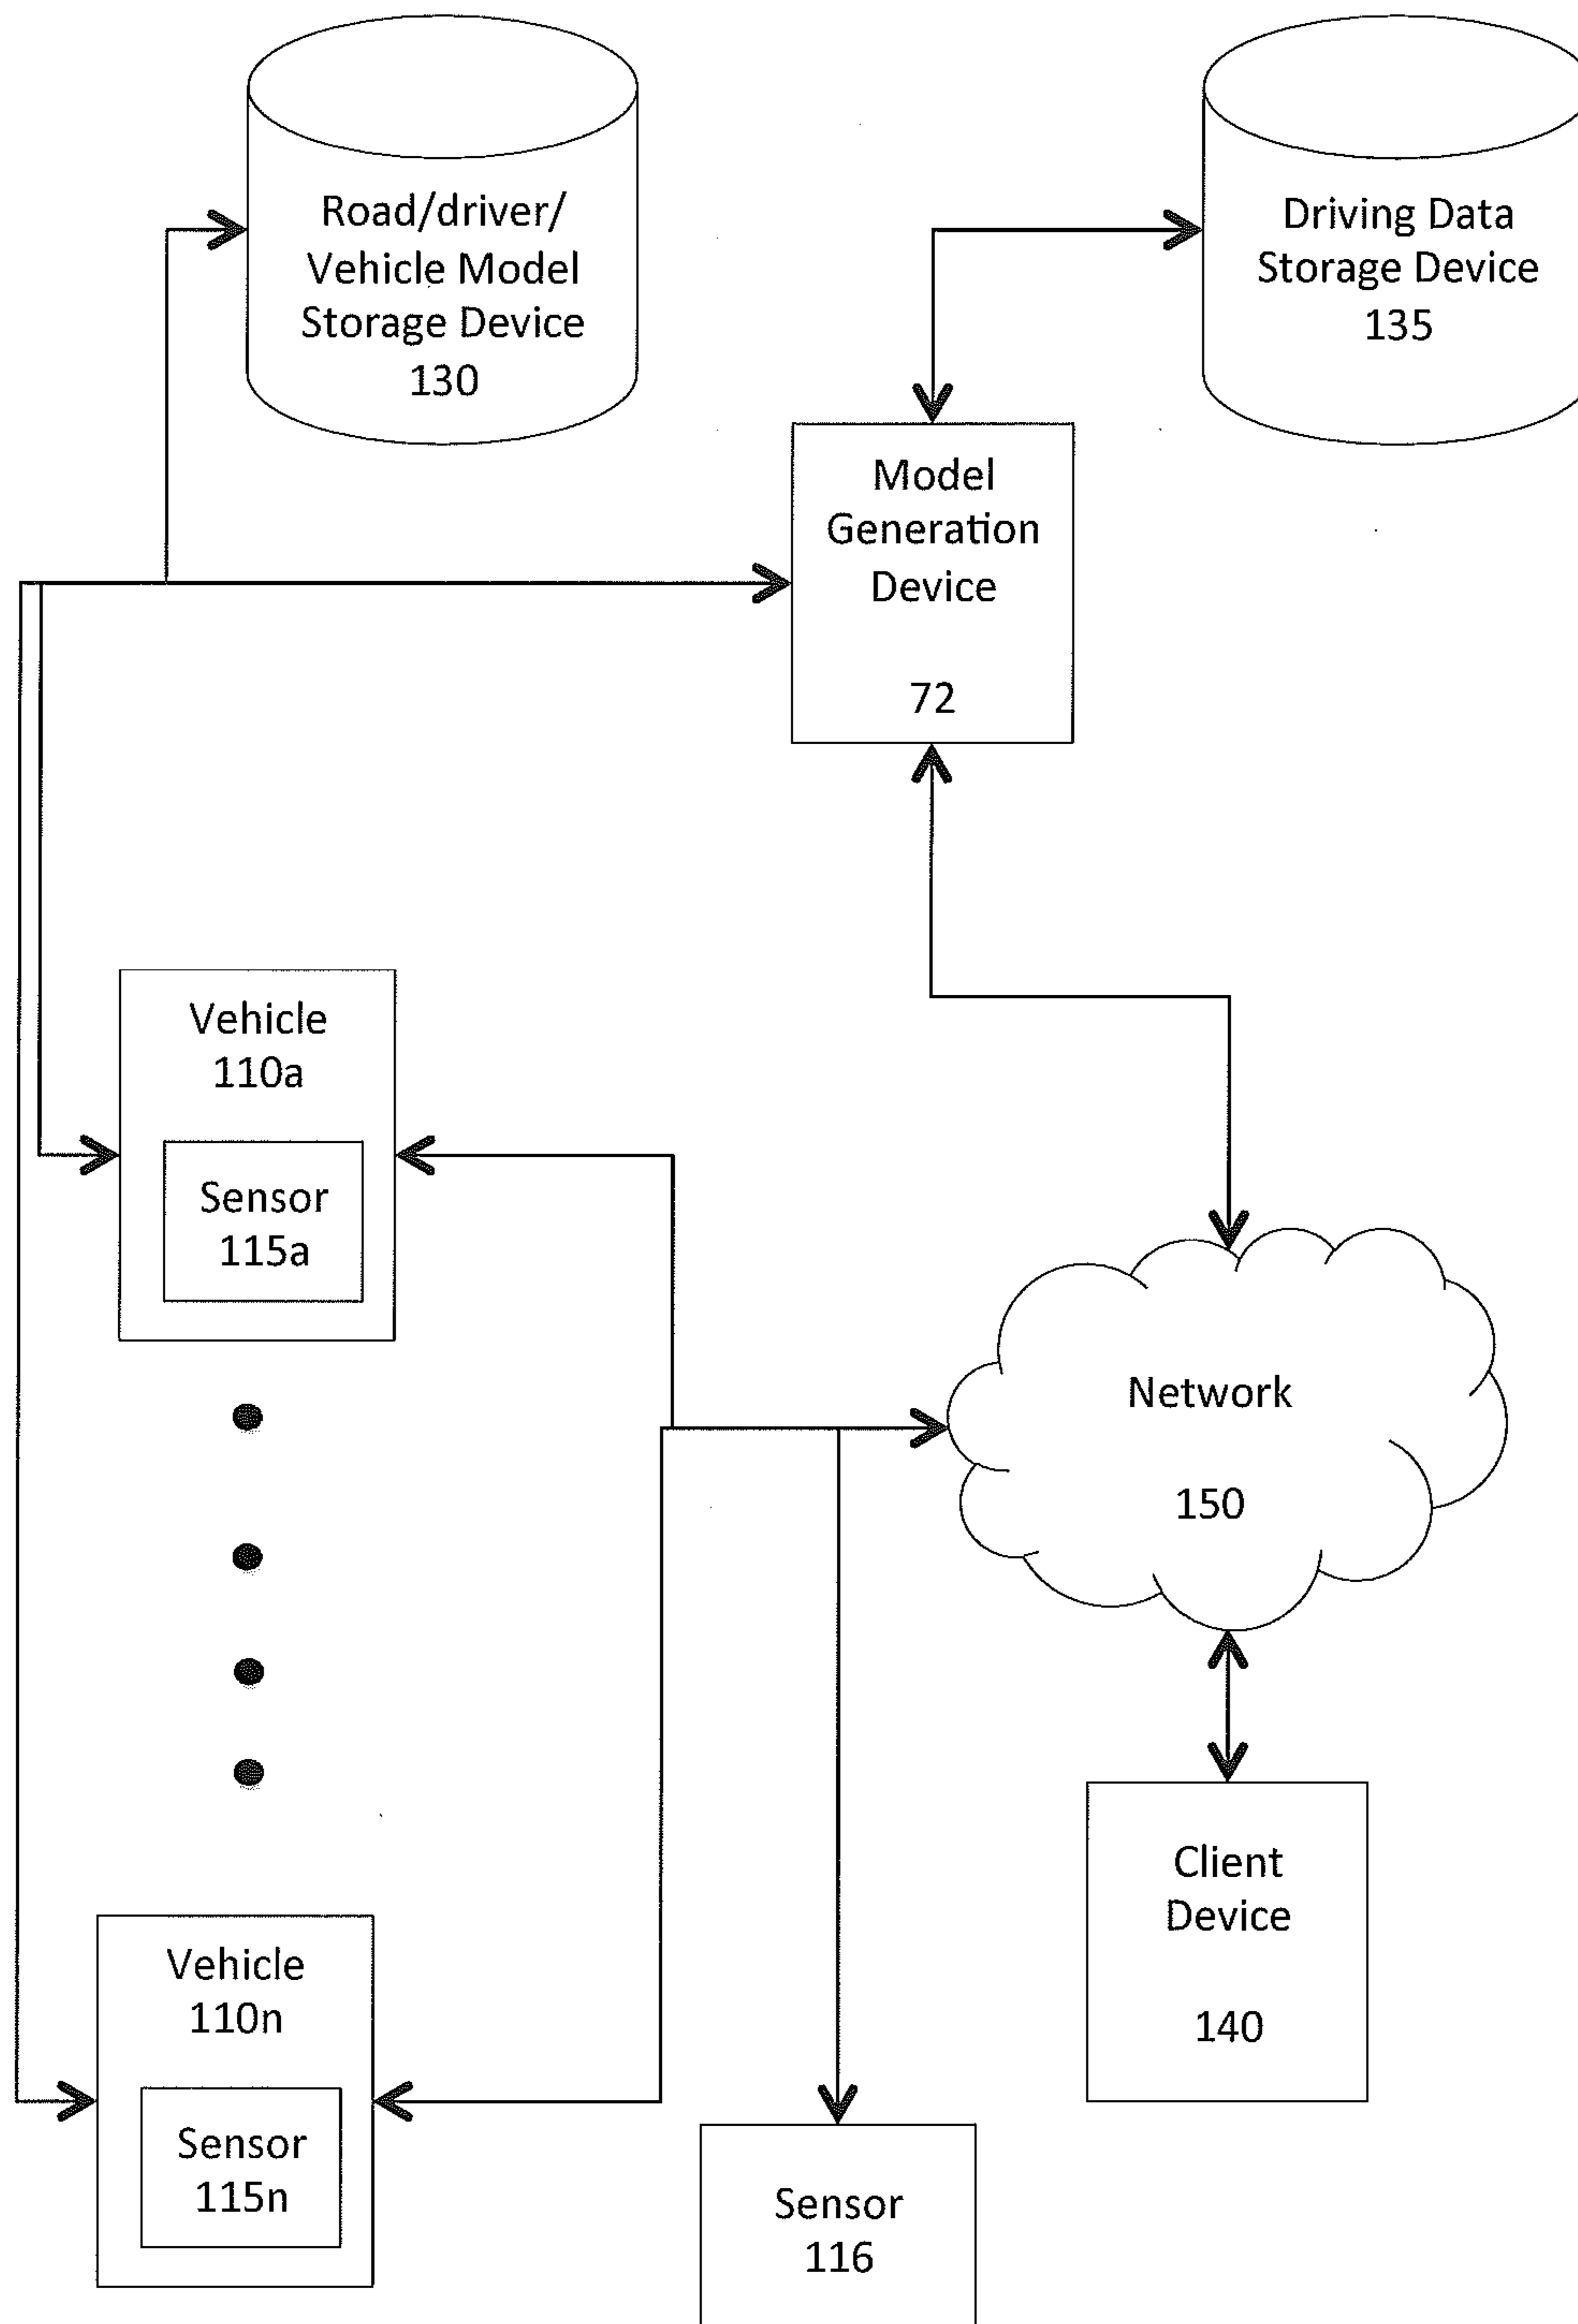 Road/driver/
Vehicle Model
Storage Device
130
Driving Data
Storage Device
135
Model
Generation
Device
72
Vehicle
110a
Sensor
115a
Network
150
Client
Device
140
Vehicle
110n
Sensor
115n
Sensor
116